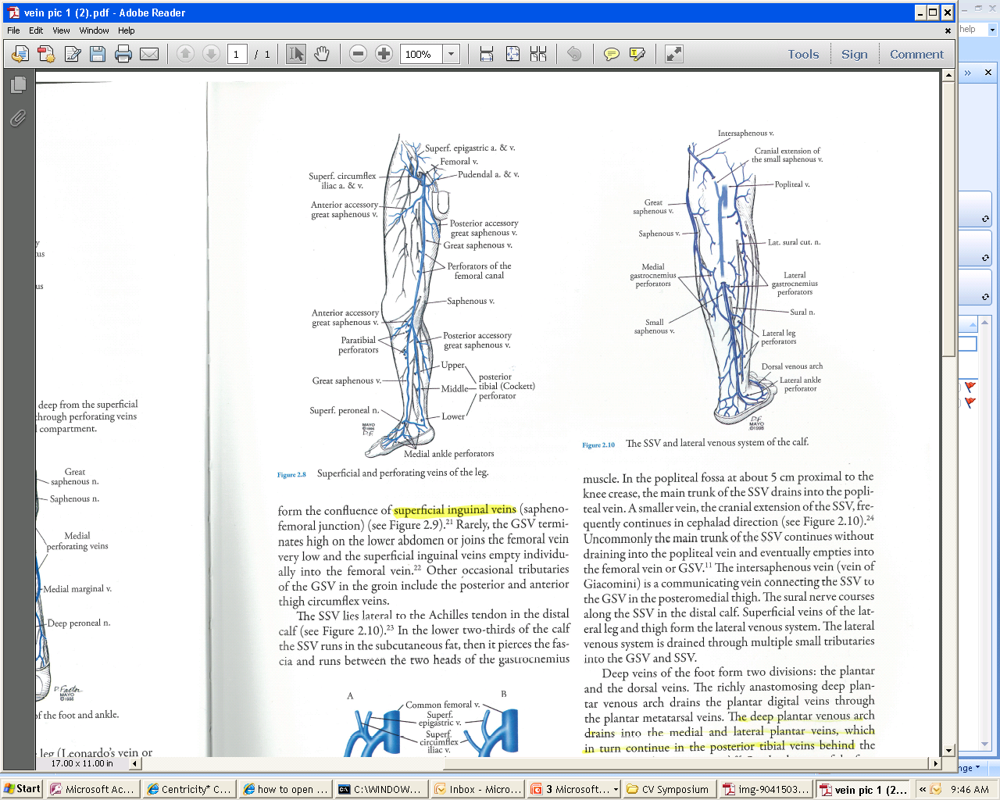 vein pic 1 (2).pdf - Adobe Reader
File Edit View Window Help
help
1 / 1
100%
Tools Sign Comment
deep from the superficial
through perforating veins
compartment.
Great
saphenous n.
Saphenous n.
Medial
perforating veins
Medial marginal v.
Deep peroneal n.
MAYO
of the foot and ankle.
leg (Leonardo's vein or
Superf. epigastric a. & v.
Femoral v.
Pudendal a. & v.
Superf. circumflex
iliac a. & v.
Anterior accessory
great saphenous v.
Posterior accessory
great saphenous v.
Great saphenous v.
Perforators of the
femoral canal
Saphenous v.
Anterior accessory
great saphenous v.
Paratibial
perforators
Posterior accessory
great saphenous v.
Upper
Middle
Lower
posterior
tibial (Cockett)
perforator
Great saphenous v.
Superf. peroneal n.
MAYO
Medial ankle perforators
Figure 2.8 Superficial and perforating veins of the leg.
form the confluence of superficial inguinal veins (sapheno-
femoral junction) (see Figure 2.9).21 Rarely, the GSV termi-
nates high on the lower abdomen or joins the femoral vein
very low and the superficial inguinal veins empty individu-
ally into the femoral vein.22 Other occasional tributaries
of the GSV in the groin include the posterior and anterior
thigh circumflex veins.
The SSV lies lateral to the Achilles tendon in the distal
calf (see Figure 2.10).23 In the lower two-thirds of the calf
the SSV runs in the subcutaneous fat, then it pierces the fas-
cia and runs between the two heads of the gastrocnemius
A
B
Common femoral v.
Superf.
epigastric v.
Superf.
circumflex
iliac v.
Intersaphenous v.
Cranial extension of
the small saphenous v.
Popliteal v.
Great
saphenous v.
Saphenous v.
Lat. sural cut. n.
Medial
gastrocnemius
perforators
Lateral
gastrocnemius
perforators
Sural n.
Small
saphenous v.
Lateral leg
perforators
Dorsal venous arch
Lateral ankle
perforator
MAYO
©1998
Figure 2.10 The SSV and lateral venous system of the calf.
muscle. In the popliteal fossa at about 5 cm proximal to the
knee crease, the main trunk of the SSV drains into the popli-
teal vein. A smaller vein, the cranial extension of the SSV, fre-
quently continues in cephalad direction (see Figure 2.10).24
Uncommonly the main trunk of the SSV continues without
draining into the popliteal vein and eventually empties into
the femoral vein or GSV.11 The intersaphenous vein (vein of
Giacomini) is a communicating vein connecting the SSV to
the GSV in the posteromedial thigh. The sural nerve courses
along the SSV in the distal calf. Superficial veins of the lat-
eral leg and thigh form the lateral venous system. The lateral
venous system is drained through multiple small tributaries
into the GSV and SSV.
Deep veins of the foot form two divisions: the plantar
and the dorsal veins. The richly anastomosing deep plan-
tar venous arch drains the plantar digital veins through
the plantar metatarsal veins. The deep plantar venous arch
drains into the medial and lateral plantar veins, which
in turn continue in the posterior tibial veins behind the
17.00 x 11.00 in
nge
Start
Microsoft Ac...
Centricity* C...
how to open ...
C:\WINDOW...
Inbox - Micro...
3 Microsoft...
CV Symposium
img-9041503...
vein pic 1 (2...
9:46 AM